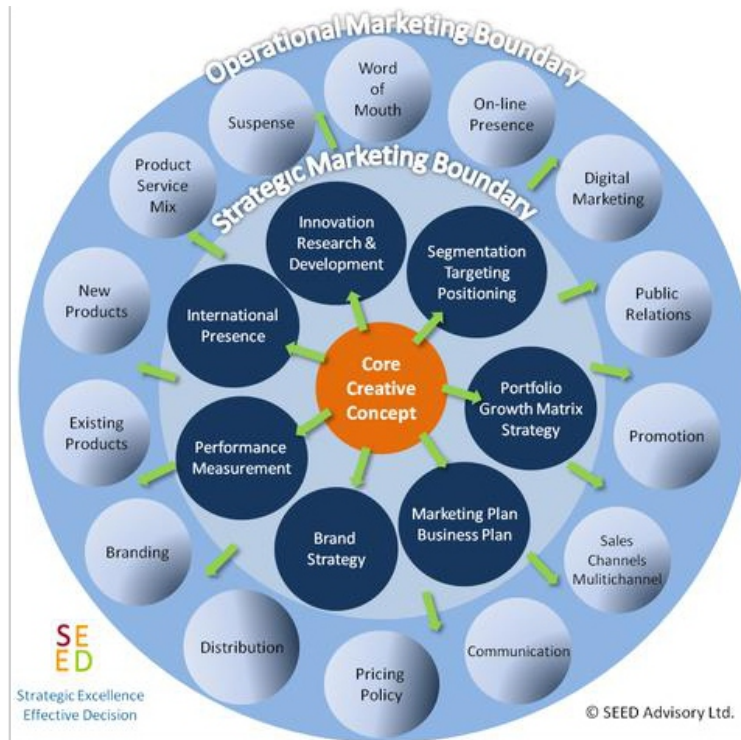 Operational Marketing Boundary
Word
of
Mouth
On-line
Presence
Digital
Marketing
Public
Relations
Promotion
Sales
Channels
Mulitichannel
Communication
Pricing
Policy
Distribution
Branding
Existing
Products
New
Products
Product
Service
Mix
Suspense
Strategic Marketing Boundary
Innovation
Research &
Development
Segmentation
Targeting
Positioning
Portfolio
Growth Matrix
Strategy
Marketing Plan
Business Plan
Brand
Strategy
Performance
Measurement
International
Presence
Core
Creative
Concept
SE
ED
Strategic Excellence
Effective Decision
© SEED Advisory Ltd.